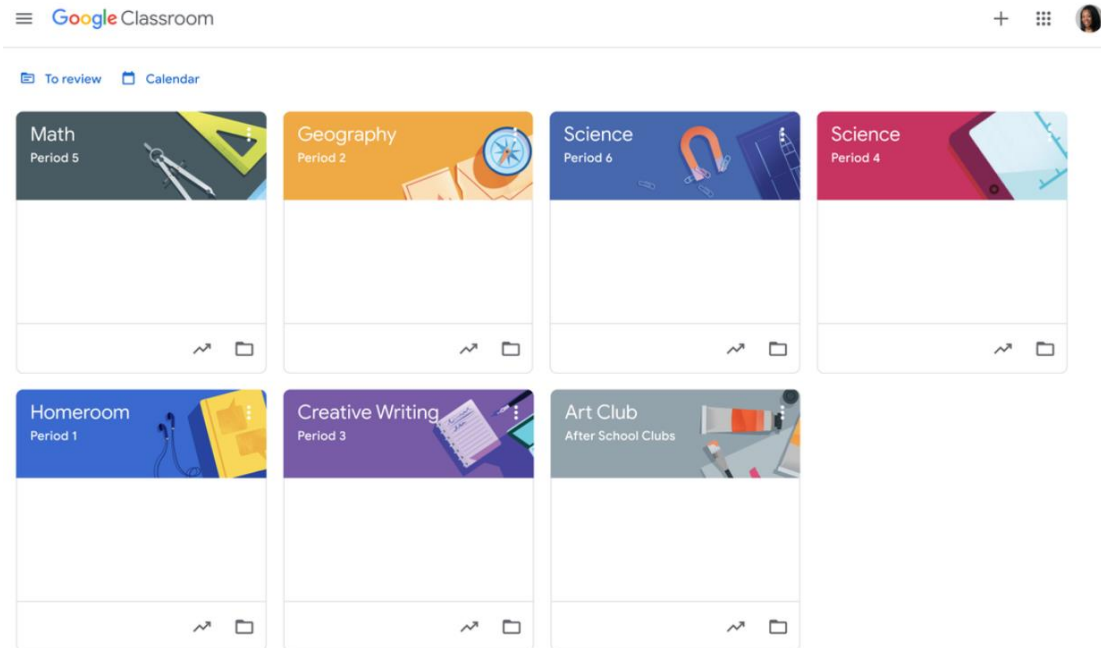 Google Classroom
To review Calendar
Math
Period 5
Geography
Period 2
Science
Period 6
Science
Period 4
Homeroom
Period 1
Creative Writing
Period 3
Art Club
After School Clubs